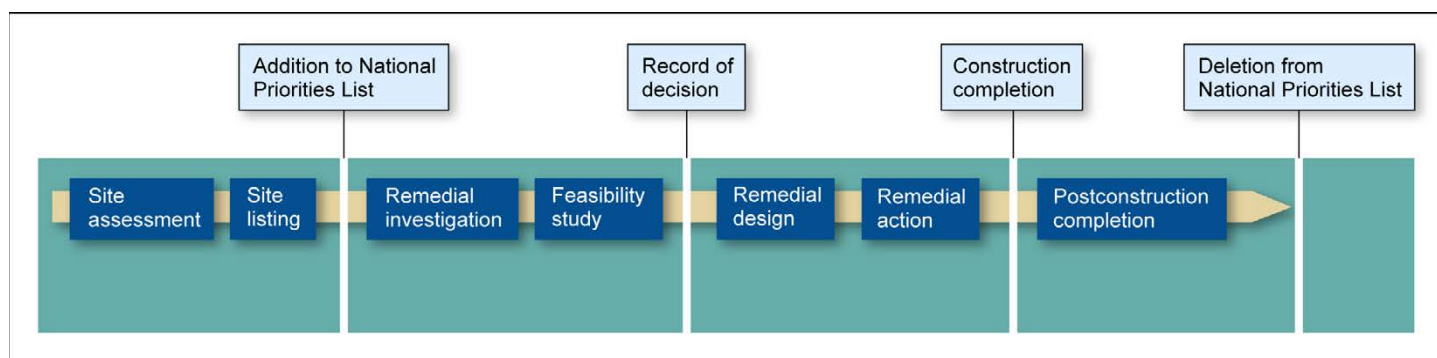 Addition to National
Priorities List
Record of
decision
Construction
completion
Deletion from
National Priorities List
Site
assessment
Site
listing
Remedial
investigation
Feasibility
study
Remedial
design
Remedial
action
Postconstruction
completion